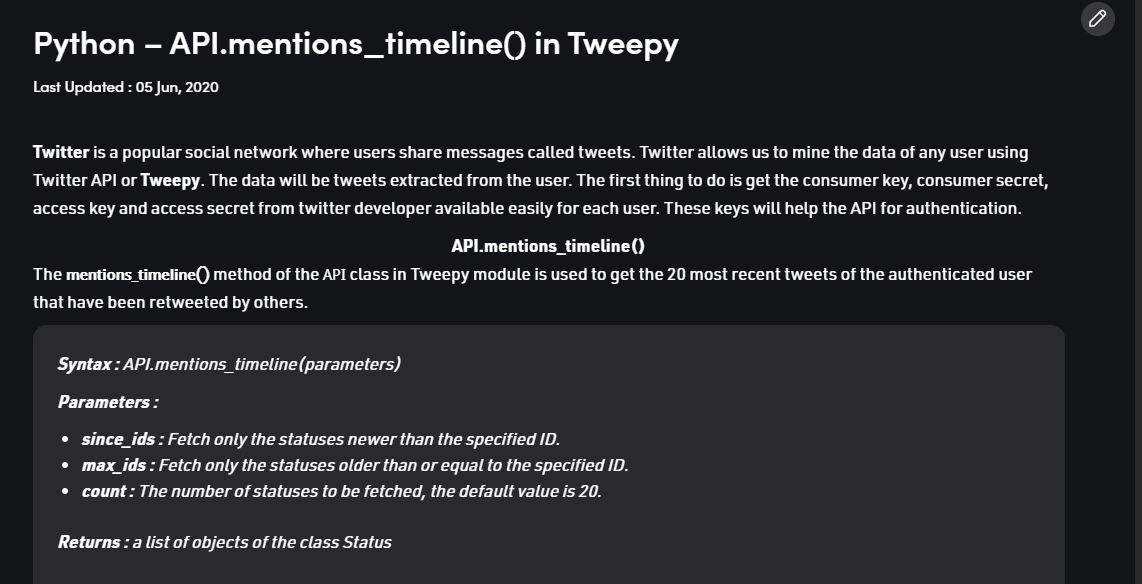 Python – API.mentions_timeline() in Tweepy
Last Updated : 05 Jun, 2020
Twitter is a popular social network where users share messages called tweets. Twitter allows us to mine the data of any user using
Twitter API or Tweepy. The data will be tweets extracted from the user. The first thing to do is get the consumer key, consumer secret,
access key and access secret from twitter developer available easily for each user. These keys will help the API for authentication.
API.mentions_timeline()
The mentions_timeline() method of the API class in Tweepy module is used to get the 20 most recent tweets of the authenticated user
that have been retweeted by others.
Syntax : API.mentions_timeline(parameters)
Parameters :
• since_ids : Fetch only the statuses newer than the specified ID.
• max_ids : Fetch only the statuses older than or equal to the specified ID.
• count : The number of statuses to be fetched, the default value is 20.
Returns : a list of objects of the class Status